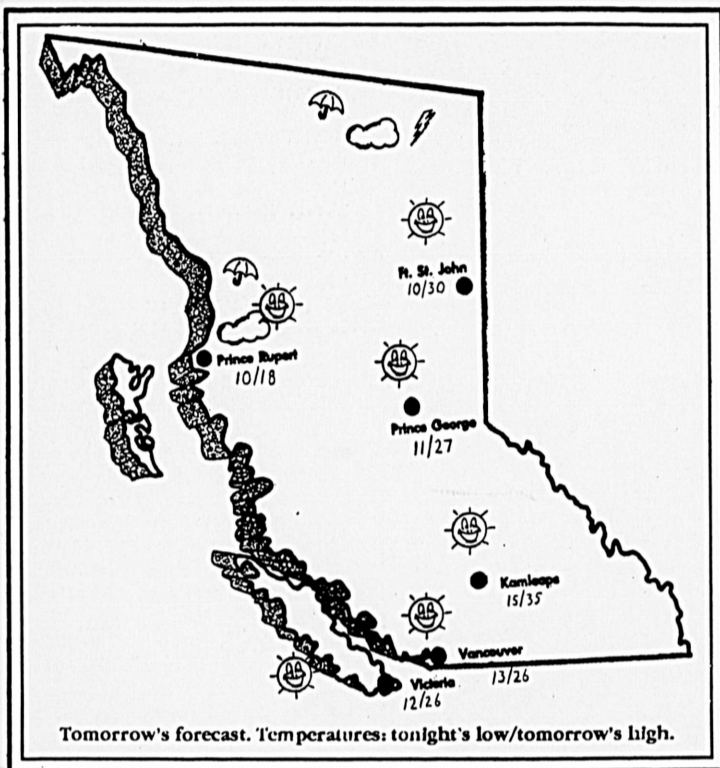 Ft. St. John
10/30
Prince Rupert
10/18
Prince George
11/27
Kamloops
15/35
Vancouver
13/26
Victoria
12/26
Tomorrow's forecast. Temperatures: tonight's low/tomorrow's high.